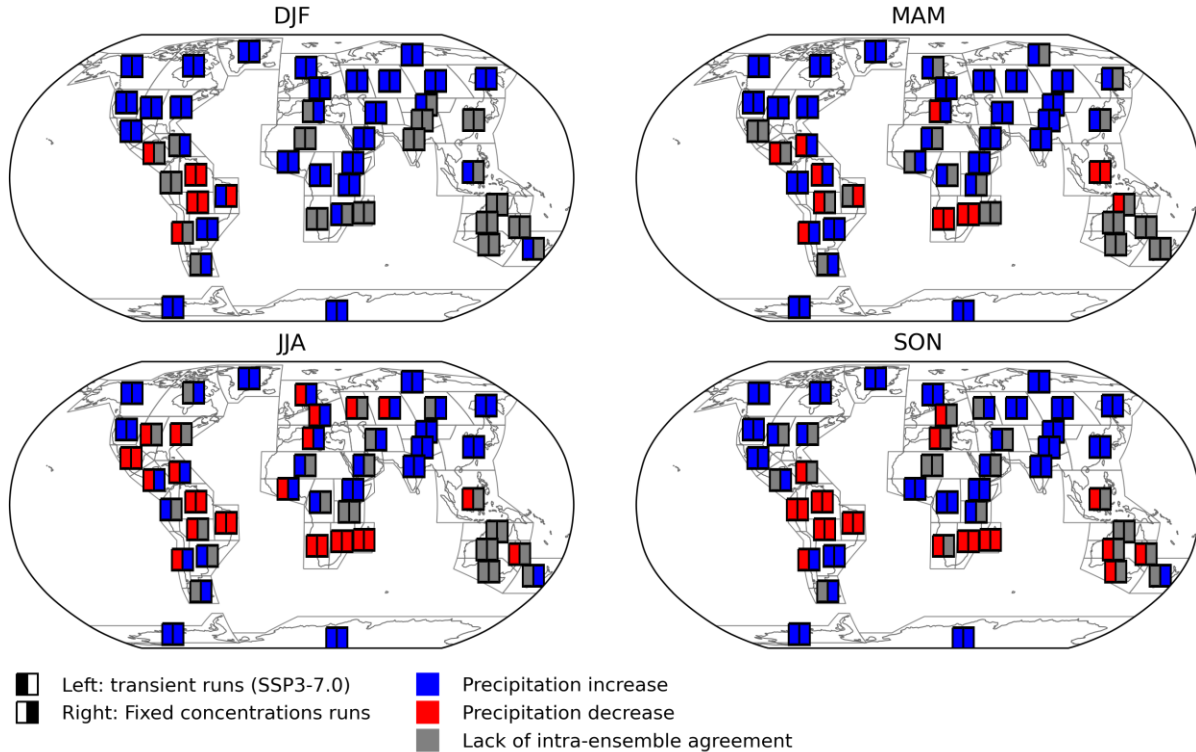 DJF
MAM
JJA
SON
Left: transient runs (SSP3-7.0)
Right: Fixed concentrations runs
Precipitation increase
Precipitation decrease
Lack of intra-ensemble agreement